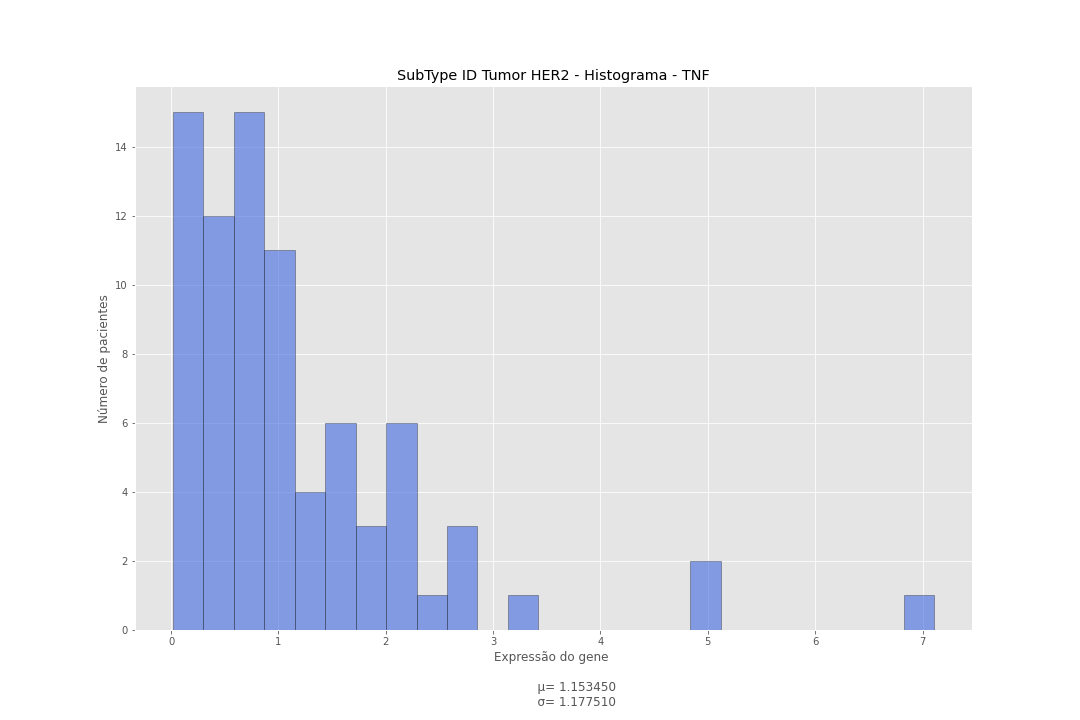 SubType ID Tumor HER2 - Histograma - TNF
14
12
10
8
6
4
2
0
Número de pacientes
0 1 2 3 4 5 6 7
Expressão do gene
μ= 1.153450
σ= 1.177510